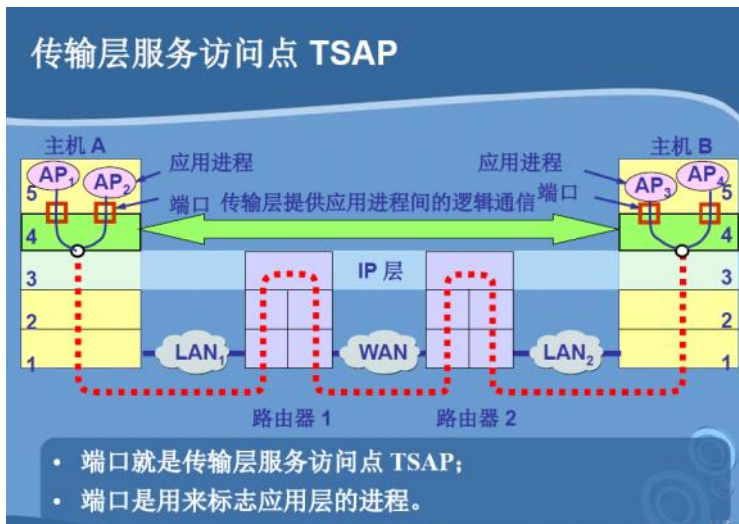 传输层服务访问点 TSAP
主机 A
主机 B
AP1
AP2
应用进程
应用进程
AP3
AP4
5
5
端口
传输层提供应用进程间的逻辑通信
端口
4
4
3
IP 层
3
2
2
LAN1
WAN
LAN2
1
1
路由器 1
路由器 2
• 端口就是传输层服务访问点 TSAP；
• 端口是用来标志应用层的进程。